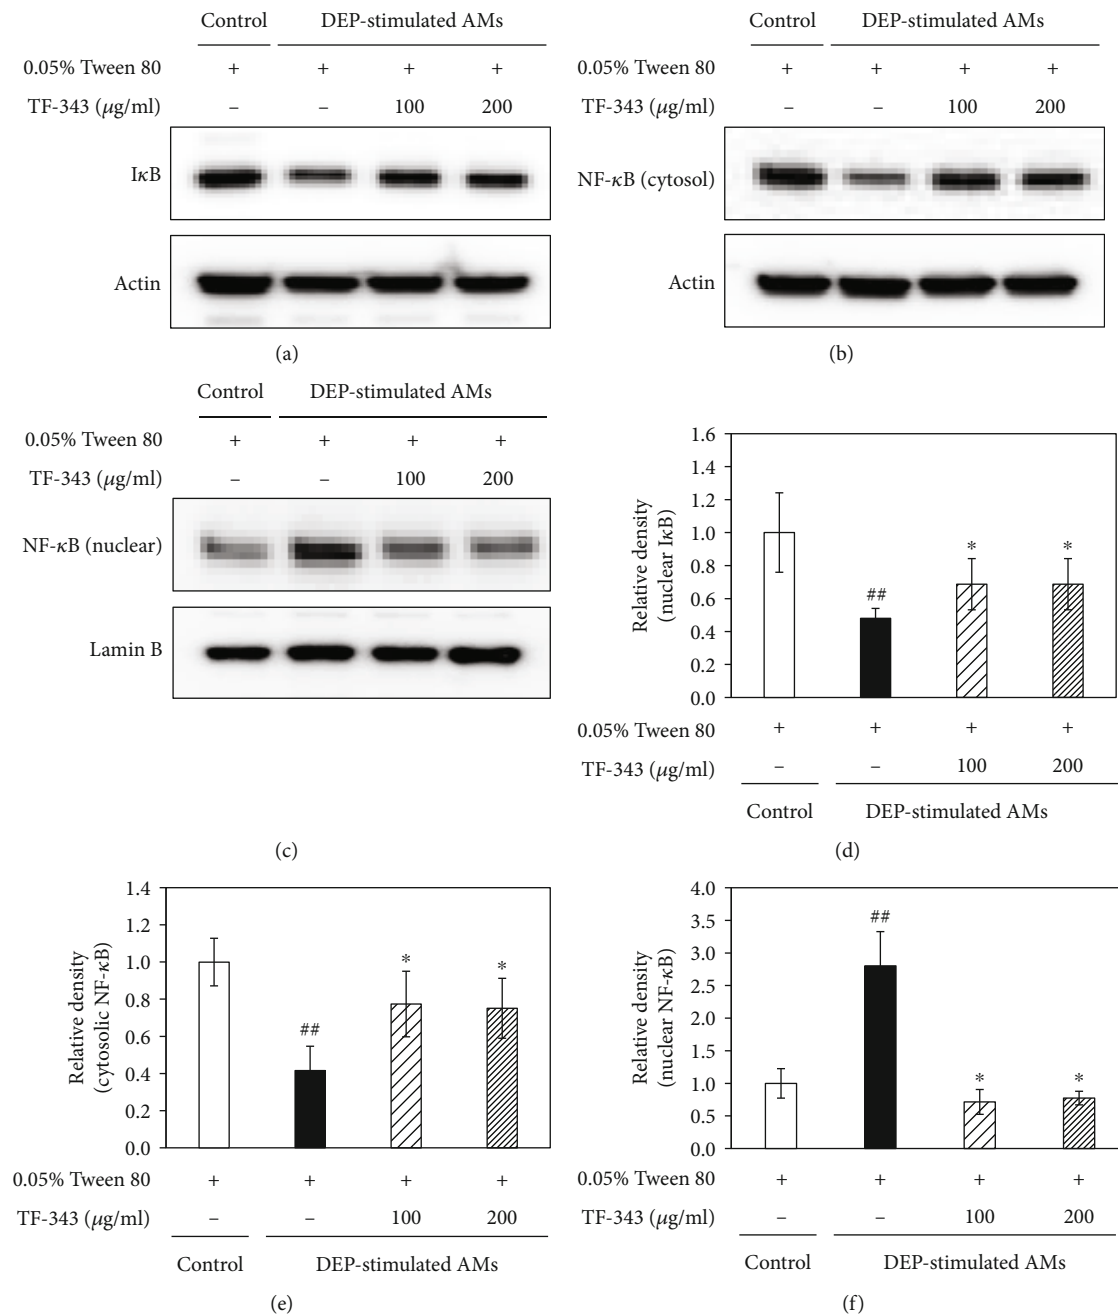 Control DEP-stimulated AMs
0.05% Tween 80 + + + +
TF-343 (μg/ml) – – 100 200
IκB
Actin
(a)
Control DEP-stimulated AMs
0.05% Tween 80 + + + +
TF-343 (μg/ml) – – 100 200
NF-κB (cytosol)
Actin
(b)
Control DEP-stimulated AMs
0.05% Tween 80 + + + +
TF-343 (μg/ml) – – 100 200
NF-κB (nuclear)
Lamin B
(c)
Relative density
(nuclear IκB)
1.6
1.4
1.2
1.0
0.8
0.6
0.4
0.2
0.0
## * *
0.05% Tween 80 + + + +
TF-343 (μg/ml) – – 100 200
Control DEP-stimulated AMs
(d)
Relative density
(cytosolic NF-κB)
1.4
1.2
1.0
0.8
0.6
0.4
0.2
0.0
## * *
0.05% Tween 80 + + + +
TF-343 (μg/ml) – – 100 200
Control DEP-stimulated AMs
(e)
Relative density
(nuclear NF-κB)
4.0
3.5
3.0
2.5
2.0
1.5
1.0
0.5
0.0
## * *
0.05% Tween 80 + + + +
TF-343 (μg/ml) – – 100 200
Control DEP-stimulated AMs
(f)